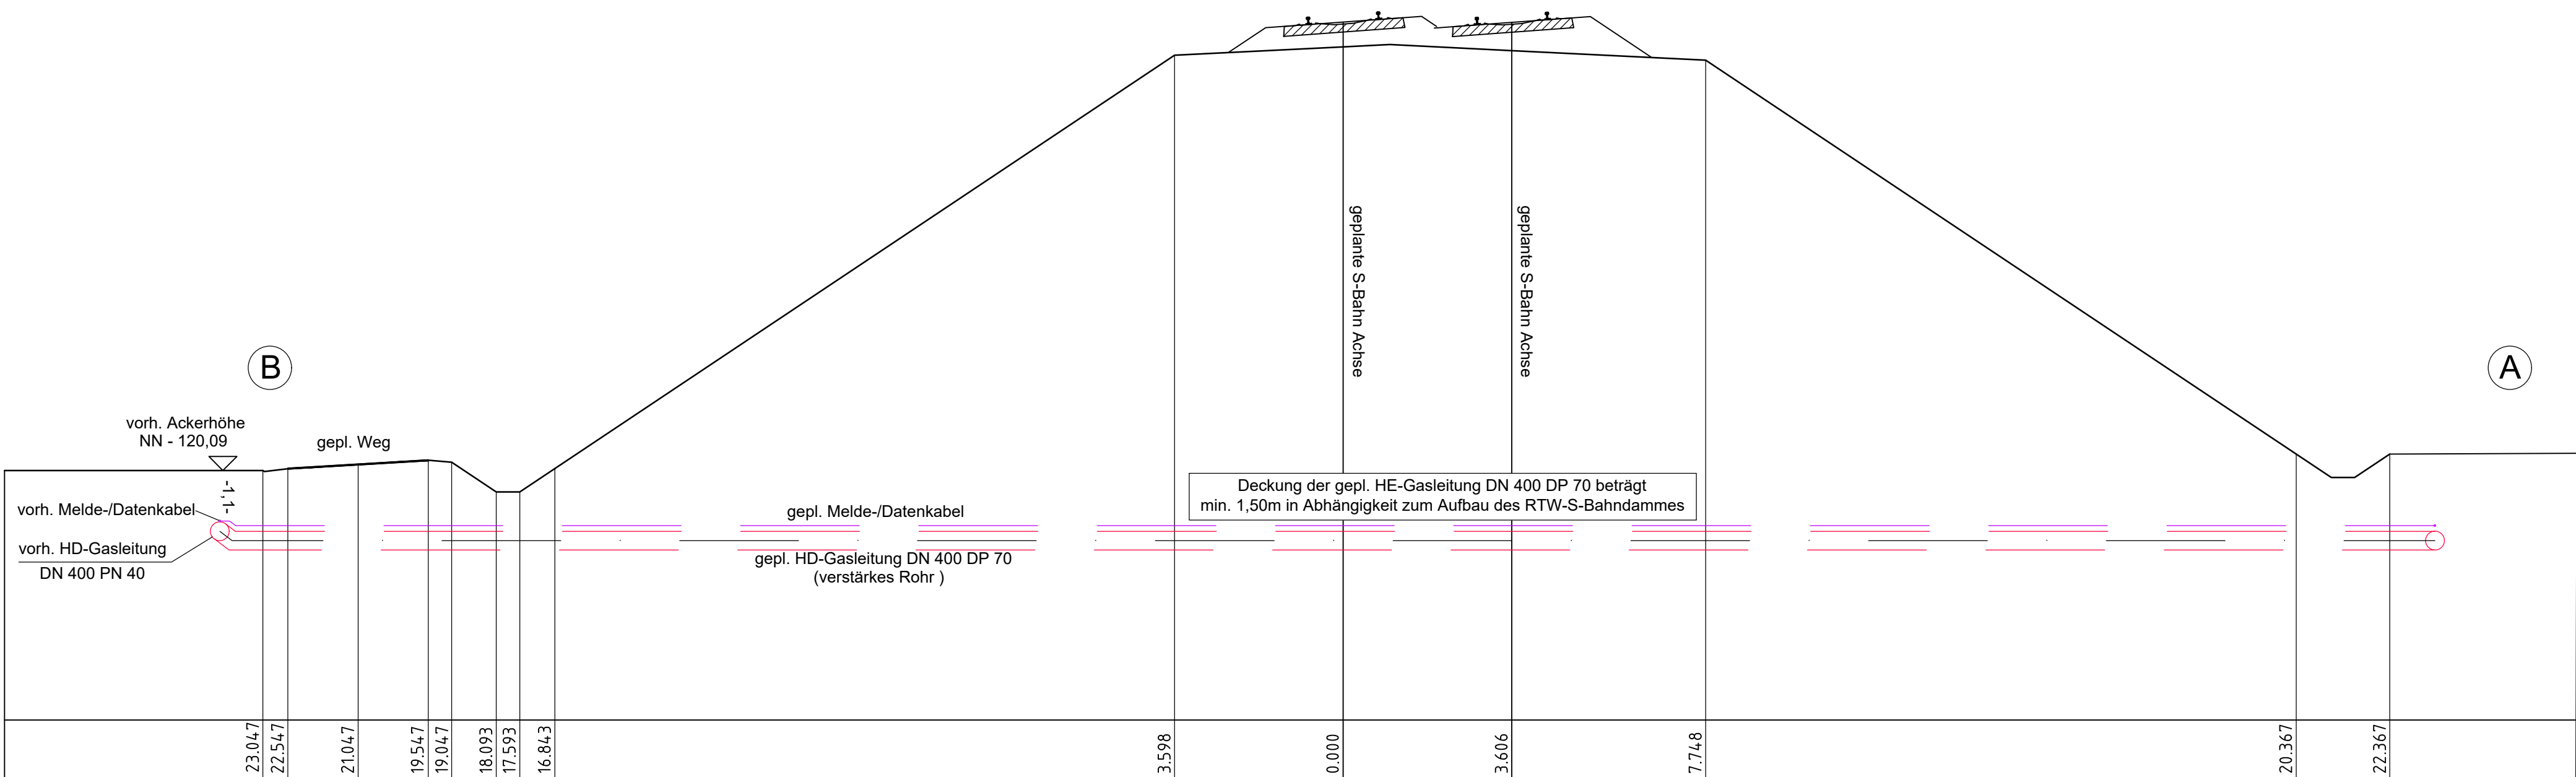 geplante S-Bahn Achse
geplante S-Bahn Achse
B
A
vorh. Ackerhöhe
NN - 120,09
gepl. Weg
-1,1-
vorh. Melde-/Datenkabel
vorh. HD-Gasleitung
DN 400 PN 40
gepl. Melde-/Datenkabel
gepl. HD-Gasleitung DN 400 DP 70
(verstärkes Rohr )
Deckung der gepl. HE-Gasleitung DN 400 DP 70 beträgt
min. 1,50m in Abhängigkeit zum Aufbau des RTW-S-Bahndammes
23.047
22.547
21.047
19.547
19.047
18.093
17.593
16.843
3.598
0.000
3.606
7.748
20.367
22.367